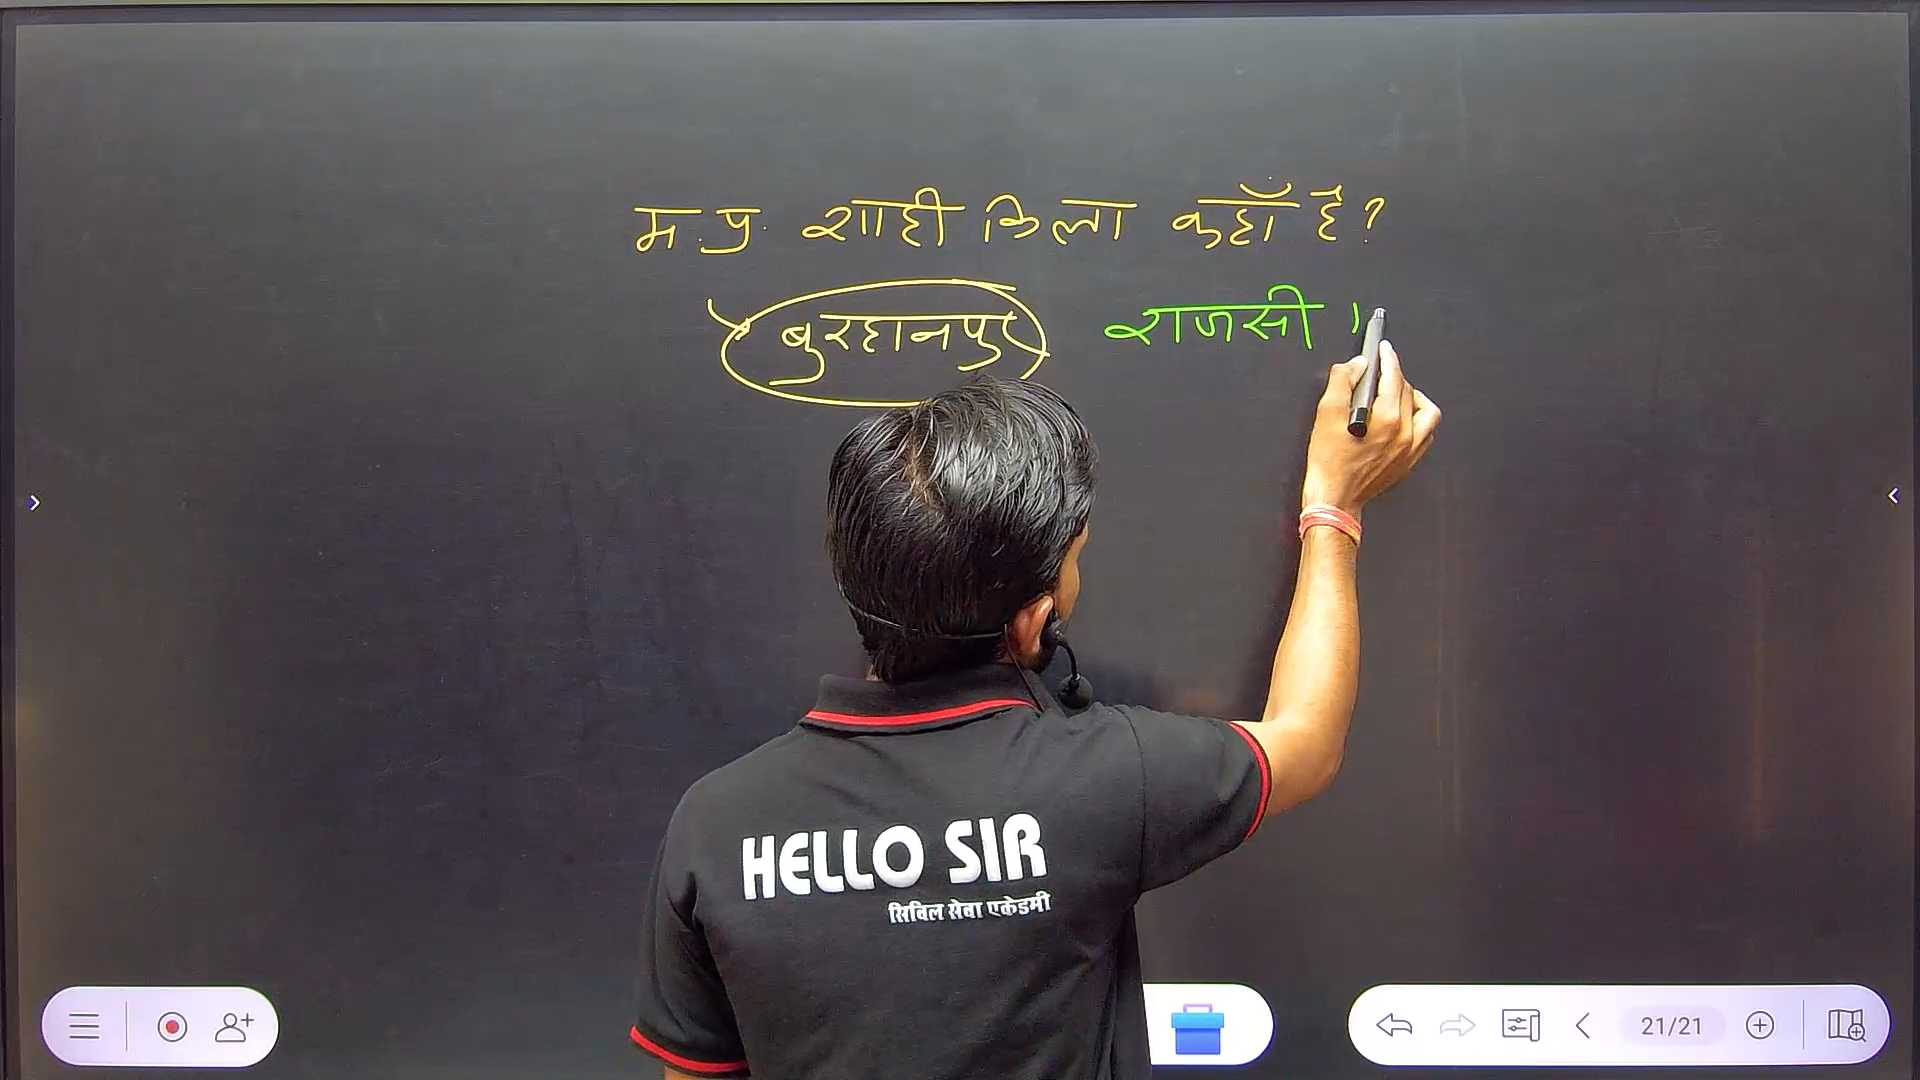 म.प्र. शाही किला कहाँ है?
बुरहानपुर राजसी
HELLO SIR
सिविल सेवा एकेडमी
21/21